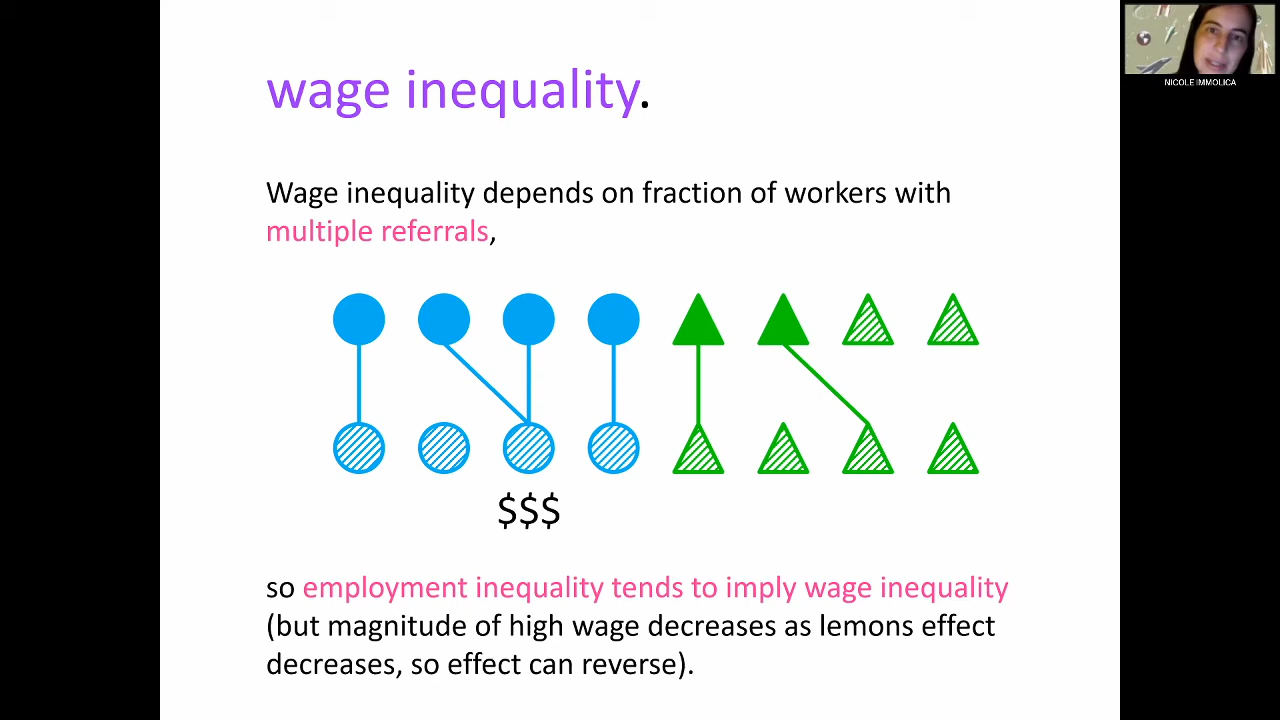 wage inequality.
NICOLE IMMOLICA
Wage inequality depends on fraction of workers with
multiple referrals,
$$$
so employment inequality tends to imply wage inequality
(but magnitude of high wage decreases as lemons effect
decreases, so effect can reverse).